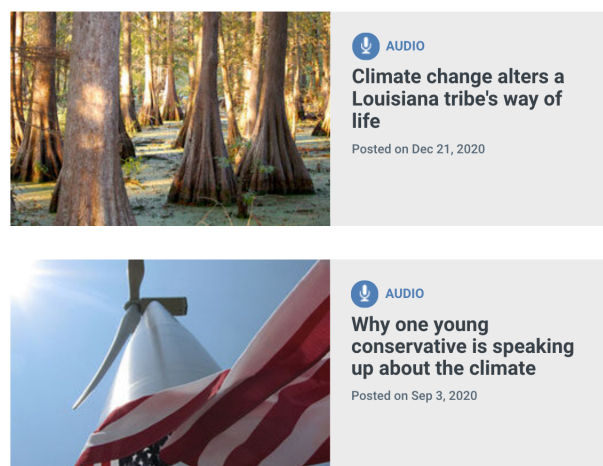 AUDIO
Climate change alters a
Louisiana tribe's way of
life
Posted on Dec 21, 2020
AUDIO
Why one young
conservative is speaking
up about the climate
Posted on Sep 3, 2020